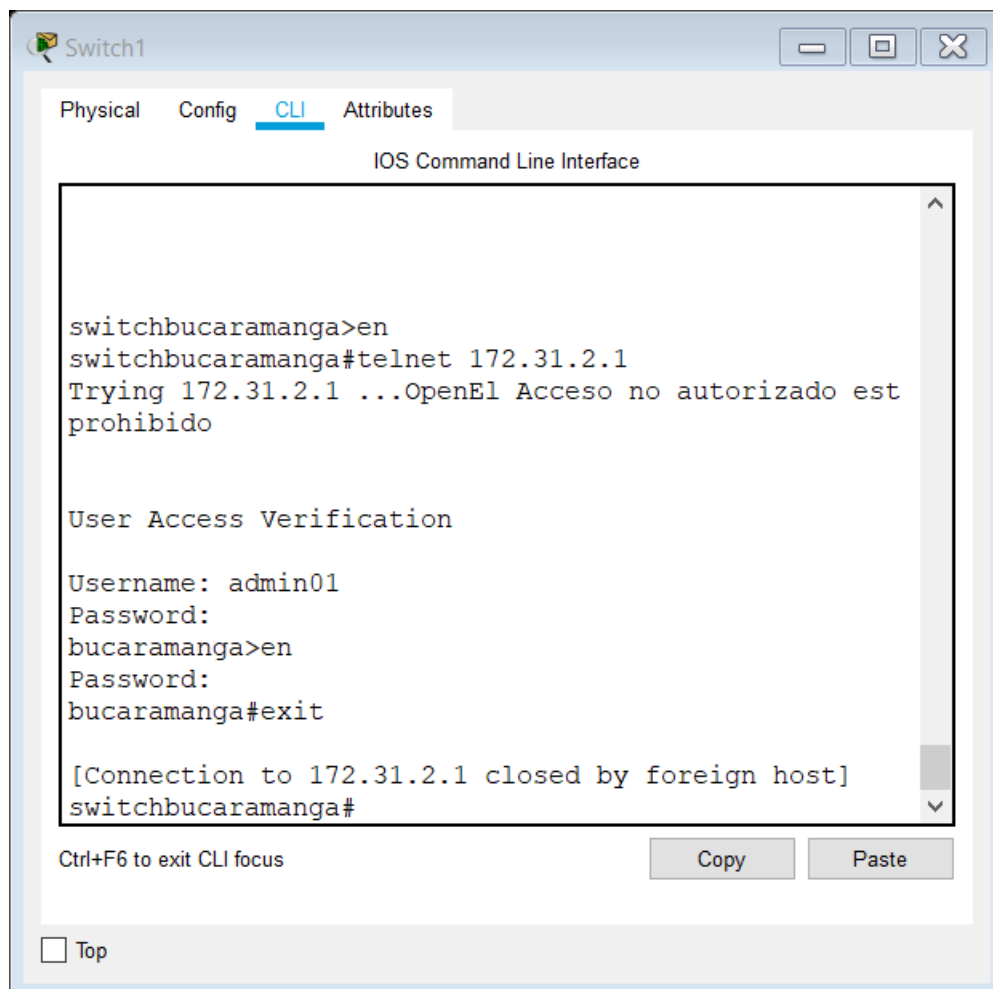 Switch1
Physical Config CLI Attributes
IOS Command Line Interface
switchbucaramanga>en
switchbucaramanga#telnet 172.31.2.1
Trying 172.31.2.1 ...OpenEl Acceso no autorizado est
prohibido
User Access Verification
Username: admin01
Password:
bucaramanga>en
Password:
bucaramanga#exit
[Connection to 172.31.2.1 closed by foreign host]
switchbucaramanga#
Ctrl+F6 to exit CLI focus
Copy Paste
Top